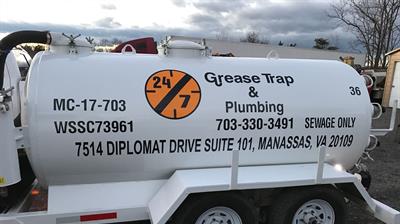 24/7
Grease Trap
&
Plumbing
36
MC-17-703
WSSC73961
703-330-3491 SEWAGE ONLY
7514 DIPLOMAT DRIVE SUITE 101, MANASSAS, VA 20109